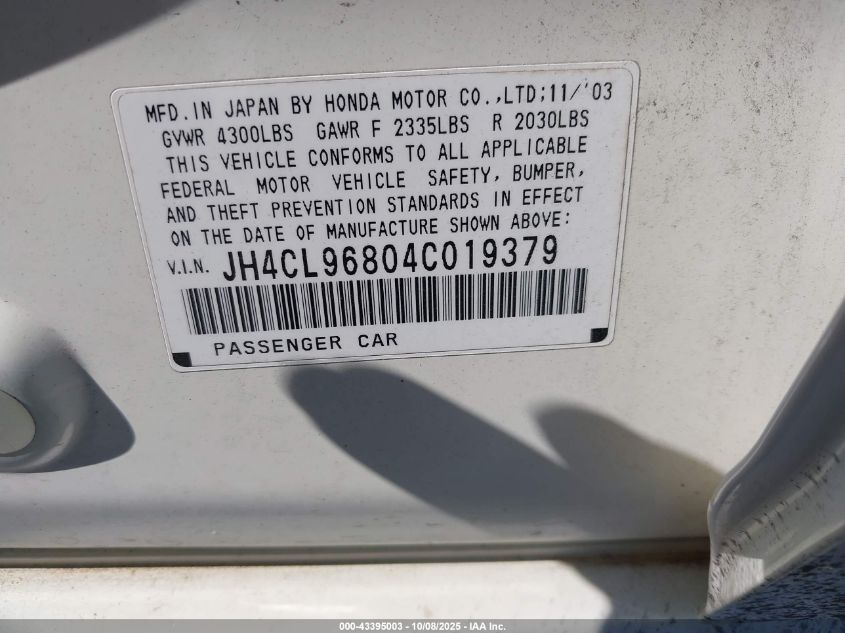 MFD.IN JAPAN BY HONDA MOTOR CO.,LTD;11/'03
GVWR 4300LBS GAWR F 2335LBS R 2030LBS
THIS VEHICLE CONFORMS TO ALL APPLICABLE
FEDERAL MOTOR VEHICLE SAFETY, BUMPER,
AND THEFT PREVENTION STANDARDS IN EFFECT
ON THE DATE OF MANUFACTURE SHOWN ABOVE:
V.I.N. JH4CL96804C019379
PASSENGER CAR
000-43395003 - 10/08/2025 - IAA Inc.